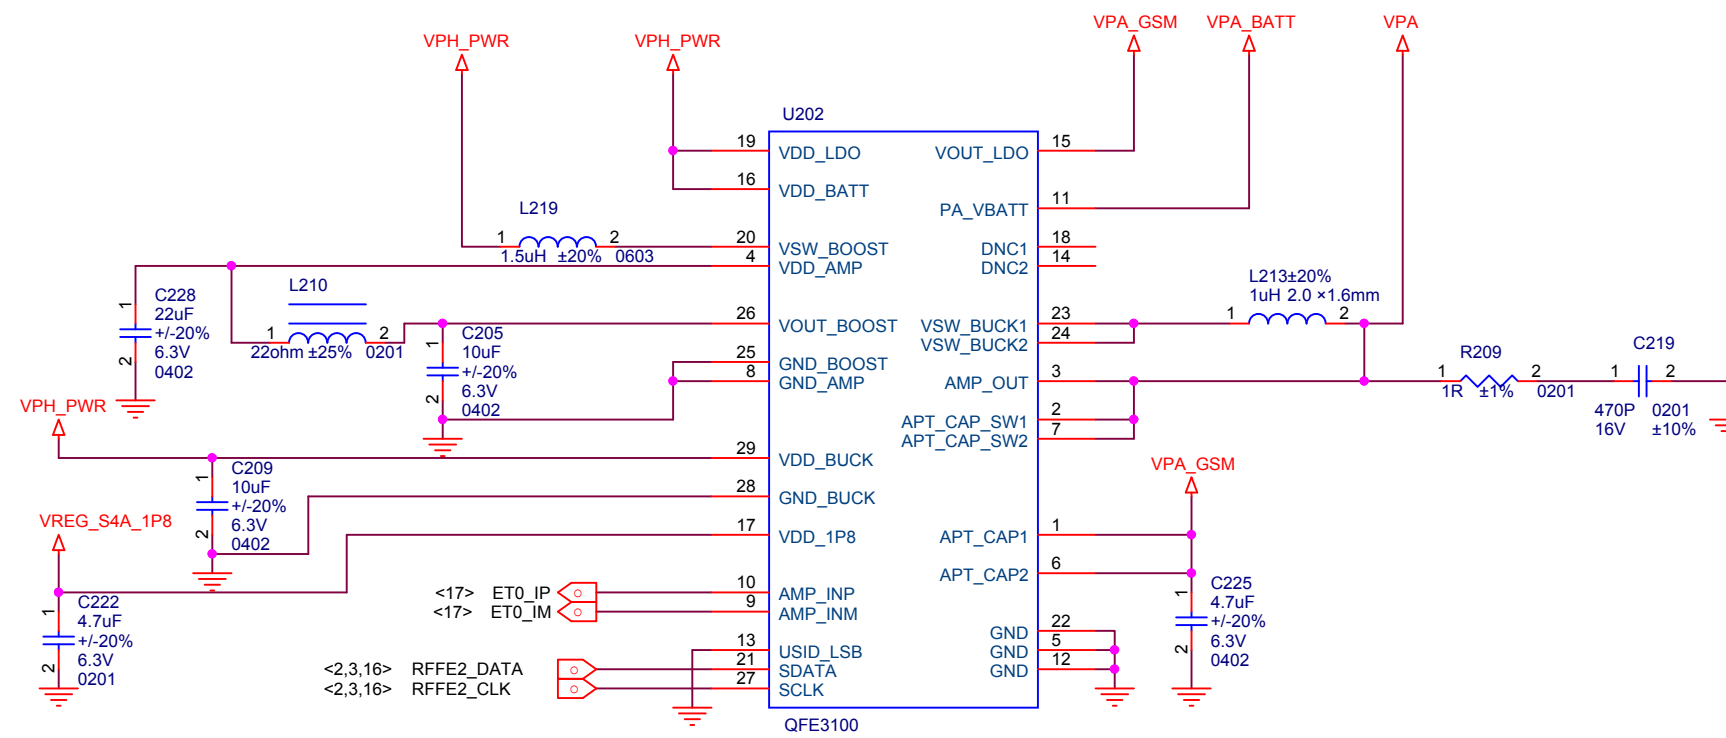 VPA_GSM VPA_BATT VPA
VPH_PWR VPH_PWR
U202
19 VDD_LDO VOUT_LDO 15
16 VDD_BATT
PA_VBATT 11
L219
1 2
1.5uH ±20% 0603
20 VSW_BOOST DNC1 18
4 VDD_AMP DNC2 14
L213±20%
1uH 2.0 ×1.6mm
1 2
L210
1 2
22ohm ±25% 0201
1 C228
22uF
+/-20%
2 6.3V
0402
26 VOUT_BOOST VSW_BUCK1 23
VSW_BUCK2 24
1 C205
10uF
+/-20%
2 6.3V
0402
25 GND_BOOST
8 GND_AMP AMP_OUT 3
R209
1 2
1R ±1% 0201
C219
1 2
470P 0201
16V ±10%
APT_CAP_SW1 2
APT_CAP_SW2 7
VPH_PWR
29 VDD_BUCK
VPA_GSM
1 C209
10uF
+/-20%
2 6.3V
0402
28 GND_BUCK
VREG_S4A_1P8
17 VDD_1P8 APT_CAP1 1
APT_CAP2 6
1 C222
4.7uF
+/-20%
2 6.3V
0201
<17> ET0_IP 10 AMP_INP
<17> ET0_IM 9 AMP_INM
1 C225
4.7uF
+/-20%
2 6.3V
0402
GND 22
13 USID_LSB GND 5
<2,3,16> RFFE2_DATA 21 SDATA GND 12
<2,3,16> RFFE2_CLK 27 SCLK
QFE3100